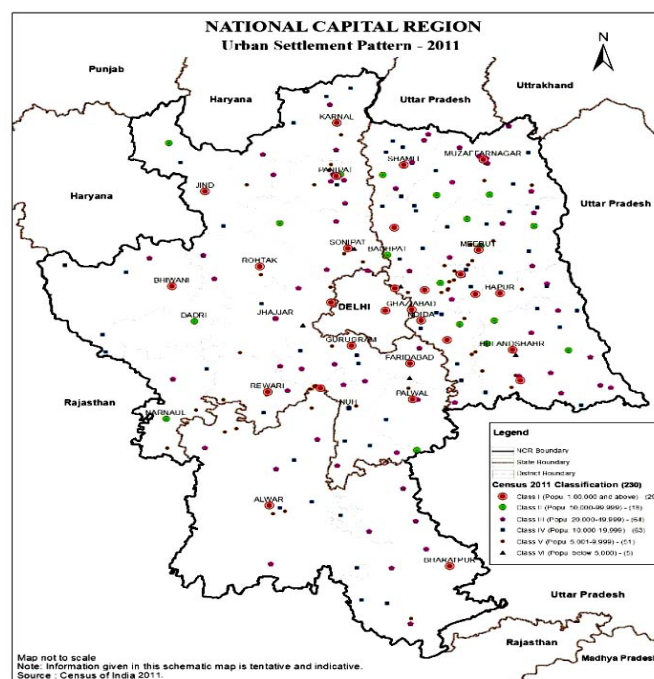 NATIONAL CAPITAL REGION
Urban Settlement Pattern - 2011
N
Punjab
Haryana
Uttar Pradesh
Uttrakhand
KARNAL
SHAMLI
MUZAFFARNAGAR
PANIPAT
JIND
Haryana
Uttar Pradesh
SONIPAT
BAGHPAT
MEERUT
ROHTAK
BHIWANI
HAPUR
DELHI
GHAZIABAD
DADRI
JHAJJAR
NOIDA
GURUGRAM
BULANDSHAHR
FARIDABAD
REWARI
NUH
PALWAL
Rajasthan
NARNAUL
Legend
NCR Boundary
State Boundary
District Boundary
Census 2011 Classification (230)
Class I (Popu. 1,00,000 and above) - (29
Class II (Popu. 50,000-99,999) - (18)
Class III (Popu. 20,000-49,999) - (64)
Class IV (Popu. 10,000-19,999) - (63)
Class V (Popu. 5,001-9,999) - (51)
Class VI (Popu. below 5,000) - (5)
ALWAR
BHARATPUR
Uttar Pradesh
Rajasthan
Madhya Pradesh
Map not to scale
Note: Information given in this schematic map is tentative and indicative.
Source : Census of India 2011.